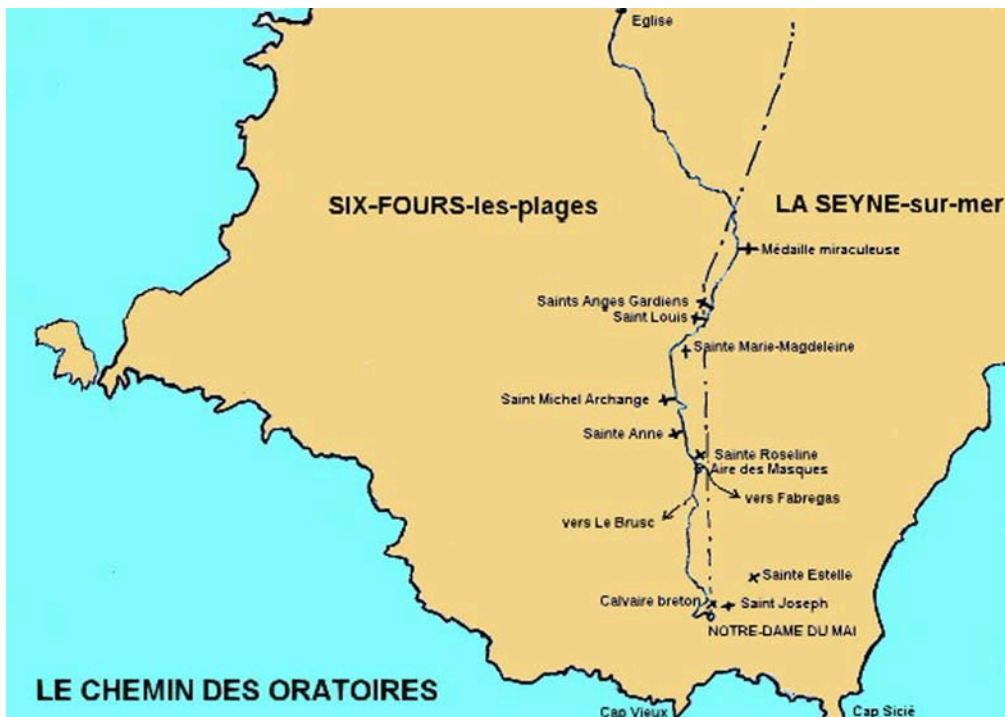 Eglise
SIX-FOURS-les-plages
LA SEYNE-sur-mer
Médaille miraculeuse
Saints Anges Gardiens
Saint Louis
Sainte Marie-Magdeleine
Saint Michel Archange
Sainte Anne
Sainte Roseline
Aire des Masques
vers Fabregas
vers Le Brusc
Sainte Estelle
Calvaire breton
Saint Joseph
NOTRE-DAME DU MAI
LE CHEMIN DES ORATOIRES
Cap Vieux
Cap Sicié